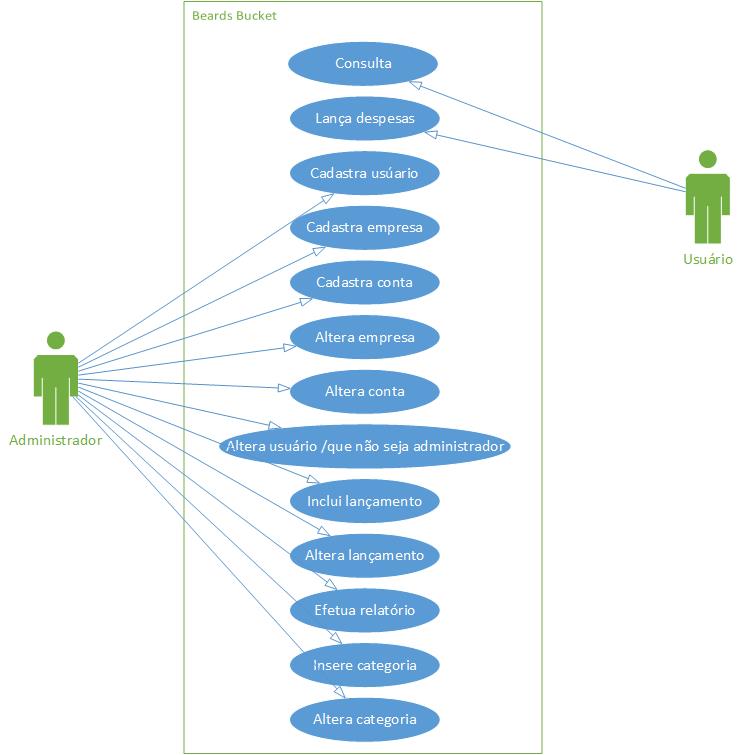 Beards Bucket
Consulta
Lança despesas
Cadastra usúario
Cadastra empresa
Cadastra conta
Altera empresa
Altera conta
Altera usuário /que não seja administrador
Inclui lançamento
Altera lançamento
Efetua relatório
Insere categoria
Altera categoria
Usuário
Administrador